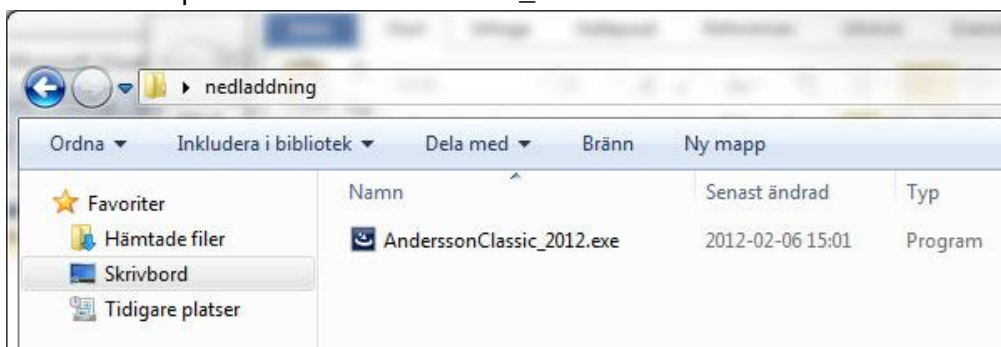 nedladdning
Ordna Inkludera i bibliotek Dela med Bränn Ny mapp
Namn Senast ändrad Typ
Favoriter
Hämtade filer
Skrivbord
Tidigare platser
AnderssonClassic_2012.exe 2012-02-06 15:01 Program